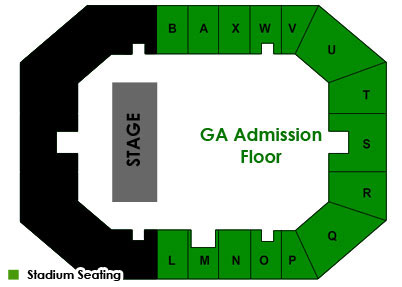 B A X W V
U
T
STAGE
GA Admission
Floor
S
R
Q
L M N O P
Stadium Seating